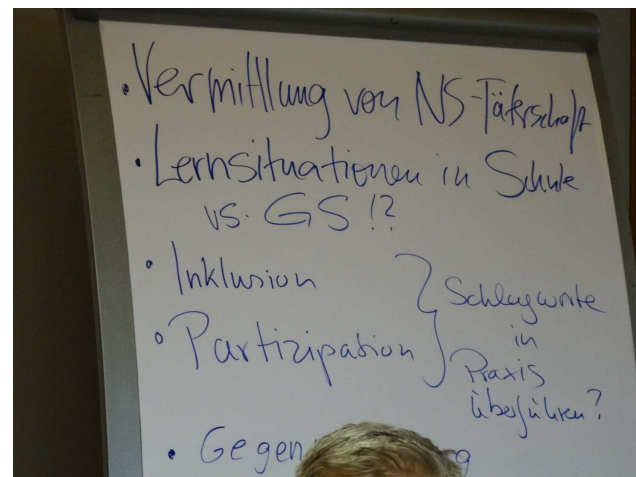 • Vermittlung von NS-Täterschaft
• Lernsituationen in Schule
vs. GS!?
• Inklusion
• Partizipation
Schlagworte
in
Praxis
überführen?
• Gegen